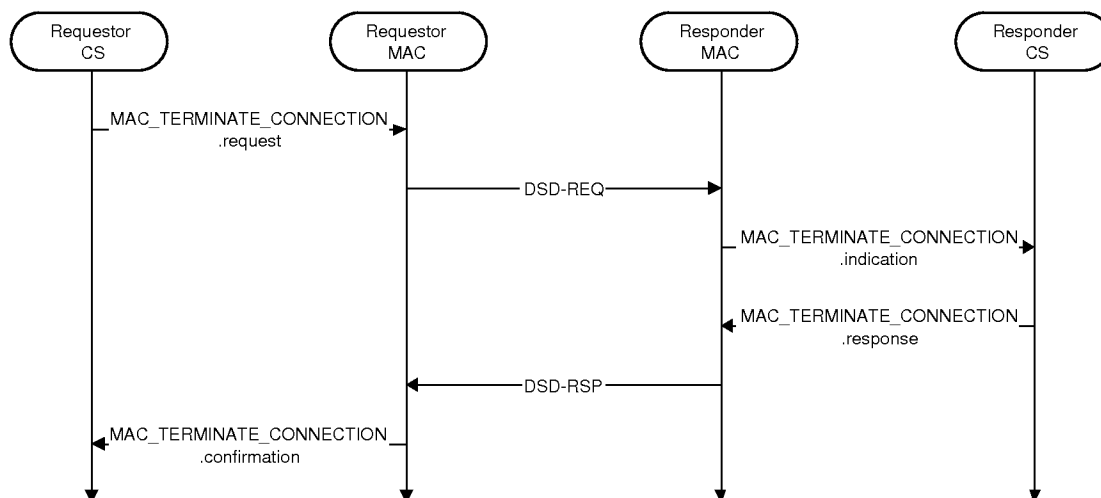 Requestor
CS
Requestor
MAC
Responder
MAC
Responder
CS
MAC_TERMINATE_CONNECTION
.request
DSD-REQ
MAC_TERMINATE_CONNECTION
.indication
MAC_TERMINATE_CONNECTION
.response
DSD-RSP
MAC_TERMINATE_CONNECTION
.confirmation